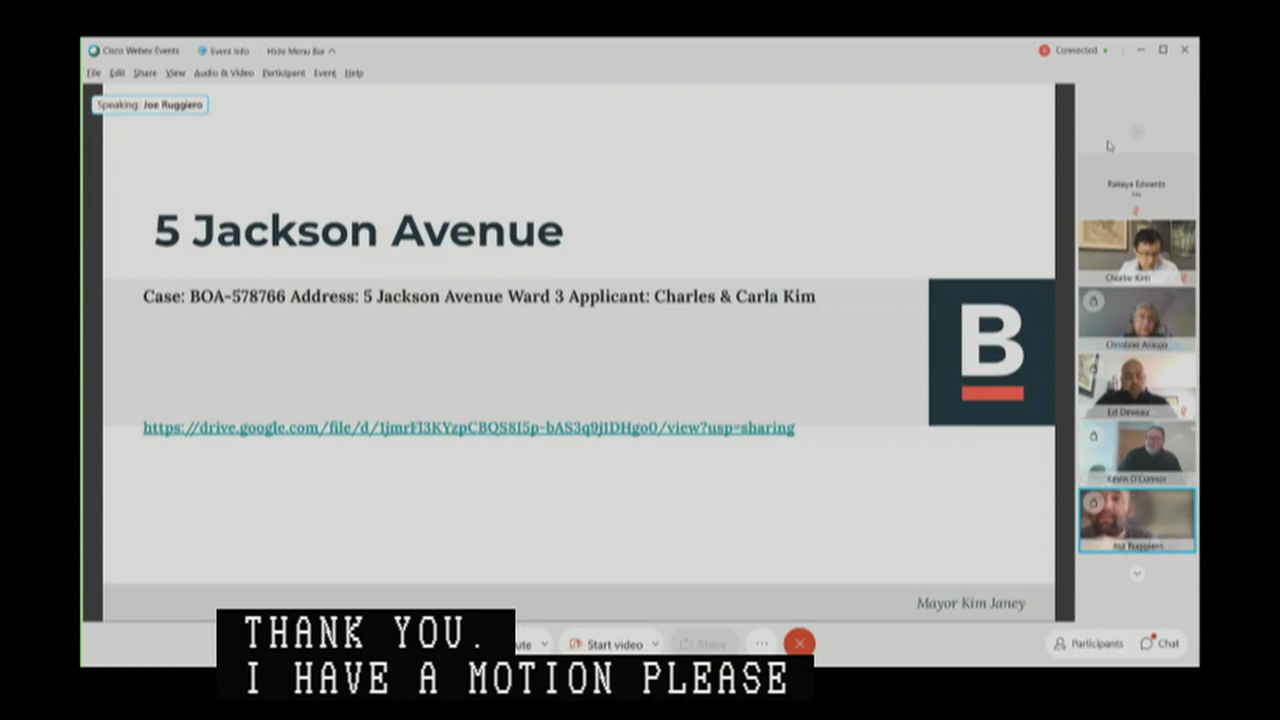 Cisco Webex Events
Event Info
Hide Menu Bar
Connected
File Edit Share View Audio & Video Participant Event Help
Speaking: Joe Ruggiero
Rakeya Edwards
5 Jackson Avenue
Charlie Kim
Case: BOA-578766 Address: 5 Jackson Avenue Ward 3 Applicant: Charles & Carla Kim
B
Christine Araujo
Ed Deveau
https://drive.google.com/file/d/1jmrFl3KYzpCBQS8I5p-bAS3q9j1DHgo0/view?usp=sharing
Kevin O'Connor
Joe Ruggiero
Mayor Kim Janey
THANK YOU.
Start video
Share
Participants
Chat
I HAVE A MOTION PLEASE